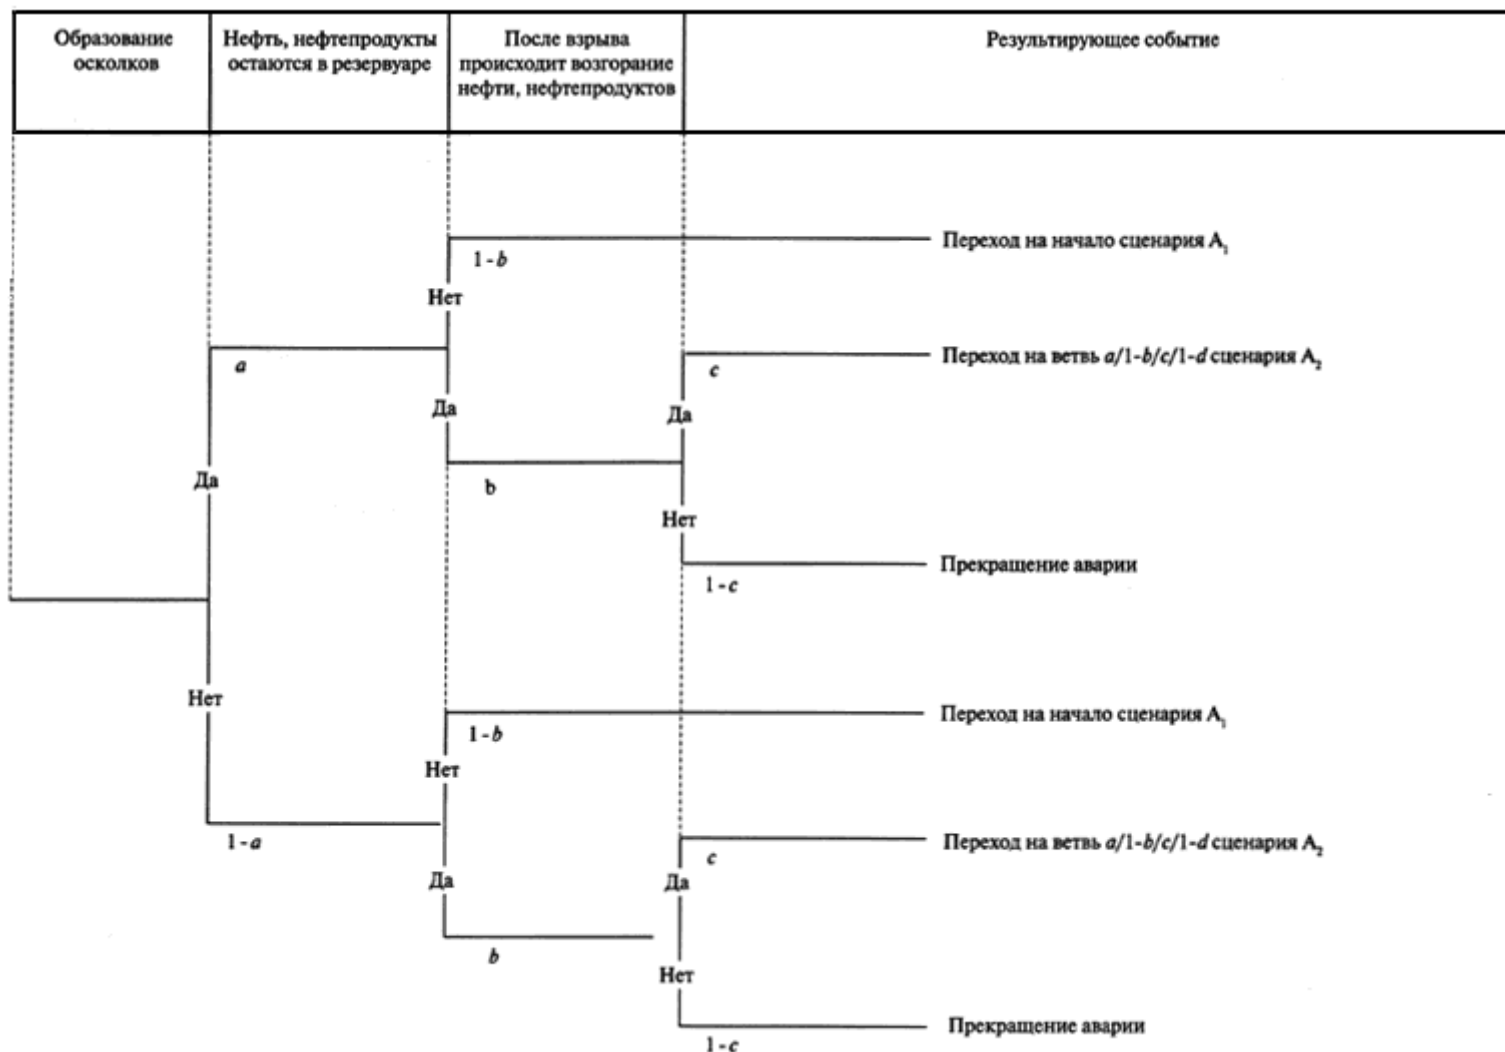 Образование
осколков
Нефть, нефтепродукты
остаются в резервуаре
После взрыва
происходит возгорание
нефти, нефтепродуктов
Результирующее событие
1-b
Переход на начало сценария А₁
Нет
a
c
Переход на ветвь a/1-b/c/1-d сценария А₂
Да
Да
Да
b
Нет
1-c
Прекращение аварии
Нет
1-b
Переход на начало сценария А₁
Нет
1-a
c
Переход на ветвь a/1-b/c/1-d сценария А₂
Да
Да
b
Нет
1-c
Прекращение аварии